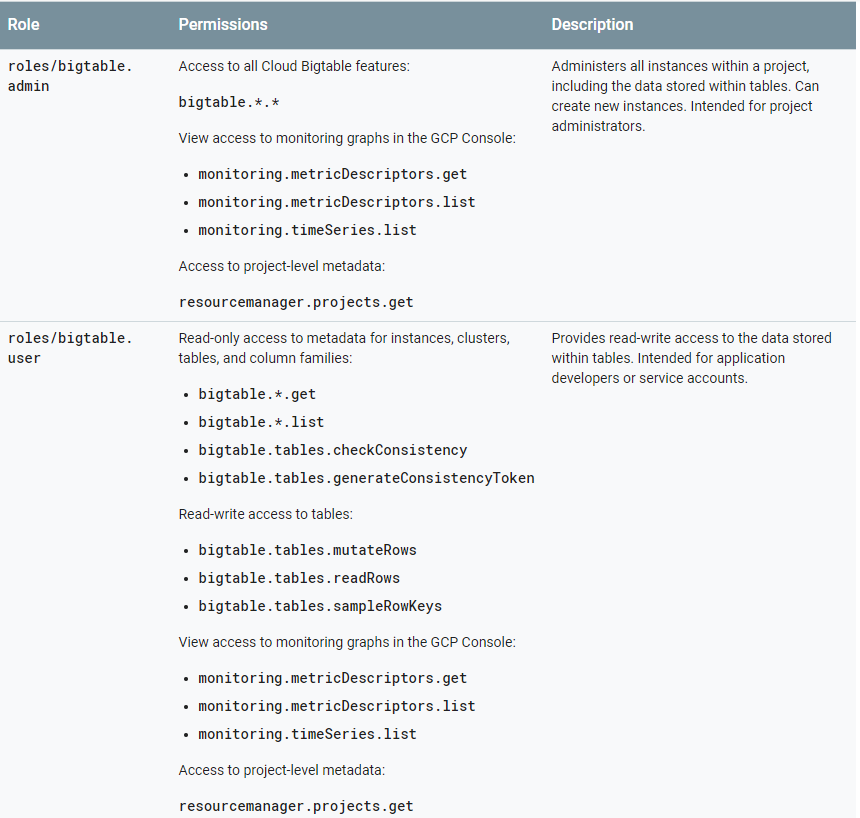 Role Permissions Description
roles/bigtable.
admin
Access to all Cloud Bigtable features:
bigtable.*.*
View access to monitoring graphs in the GCP Console:
• monitoring.metricDescriptors.get
• monitoring.metricDescriptors.list
• monitoring.timeSeries.list
Access to project-level metadata:
resourcemanager.projects.get
Administers all instances within a project,
including the data stored within tables. Can
create new instances. Intended for project
administrators.
roles/bigtable.
user
Read-only access to metadata for instances, clusters,
tables, and column families:
• bigtable.*.get
• bigtable.*.list
• bigtable.tables.checkConsistency
• bigtable.tables.generateConsistencyToken
Read-write access to tables:
• bigtable.tables.mutateRows
• bigtable.tables.readRows
• bigtable.tables.sampleRowKeys
View access to monitoring graphs in the GCP Console:
• monitoring.metricDescriptors.get
• monitoring.metricDescriptors.list
• monitoring.timeSeries.list
Access to project-level metadata:
resourcemanager.projects.get
Provides read-write access to the data stored
within tables. Intended for application
developers or service accounts.